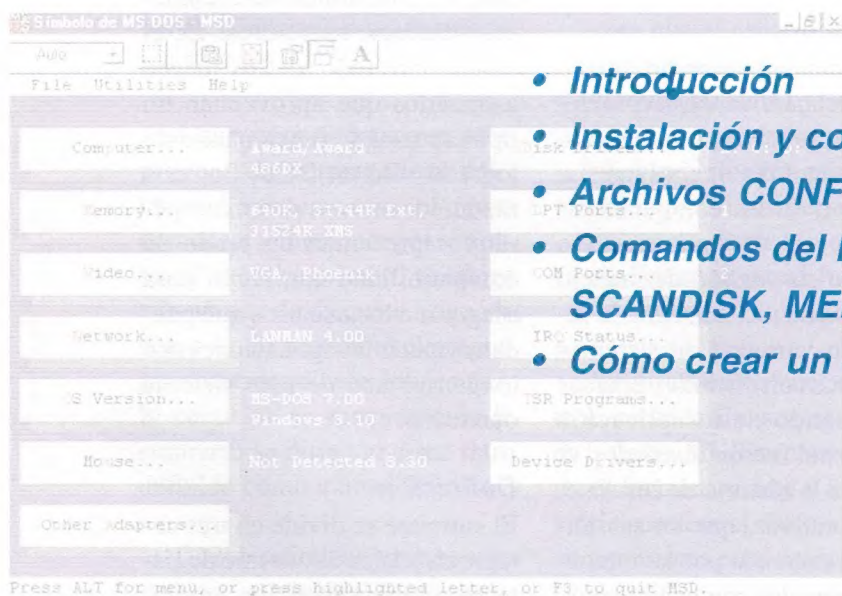 Símbolo de MS-DOS - MSD
Auto
A
File Utilities Help
• Introducción
• Instalación y co
• Archivos CONF
• Comandos del
SCANDISK, ME
• Cómo crear un
Computer... Award/Award
486DX
Disk Drives...
Memory... 640K, 31744K Ext,
31524K XMS
LPT Ports... 1
Video... VGA, Phoenix
COM Ports... 2
Network... LANMAN 4.00
IRQ Status...
OS Version... MS-DOS 7.00
Windows 3.10
TSR Programs...
Mouse... Not Detected 8.30
Device Drivers...
Other Adapters...
Press ALT for menu, or press highlighted letter, or F3 to quit MSD.